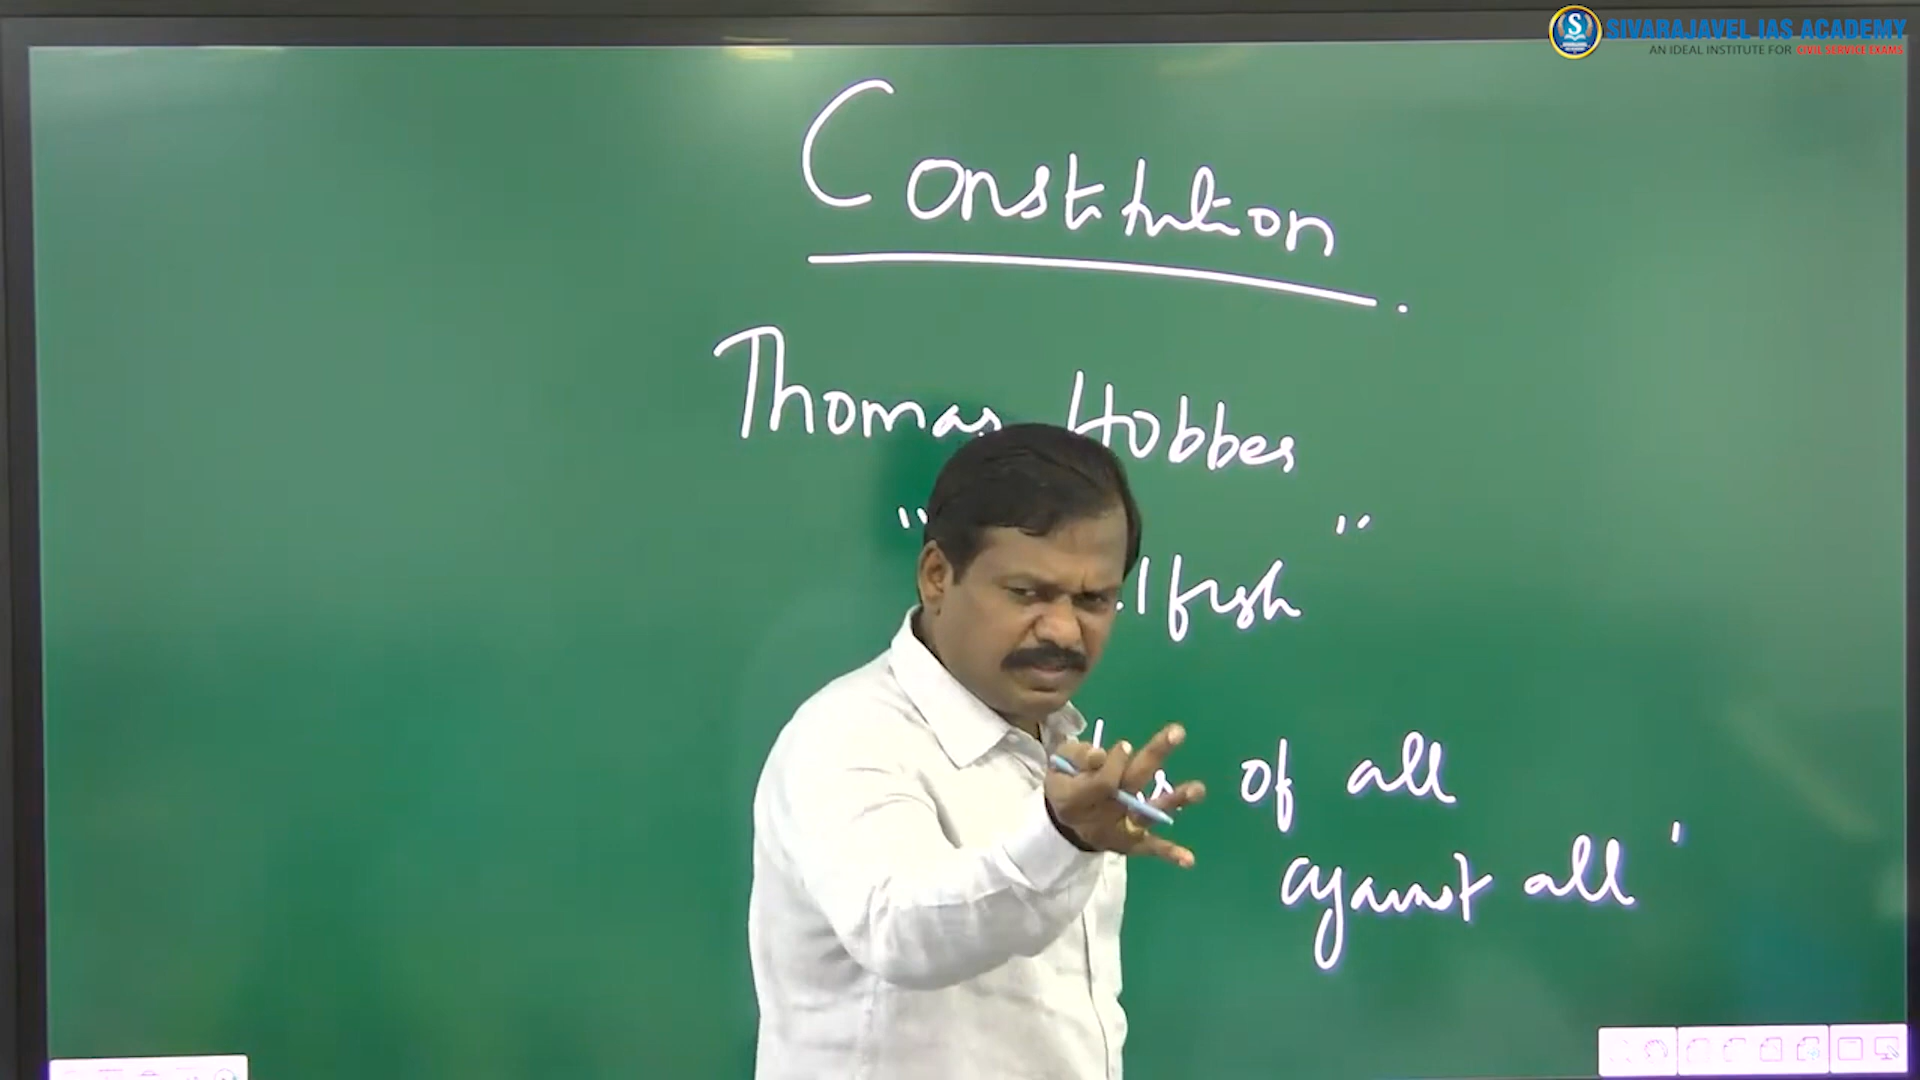 SIVARAJAVEL IAS ACADEMY
AN IDEAL INSTITUTE FOR CIVIL SERVICE EXAMS
Constitution.
Thomas Hobbes
" "
of all
against all'